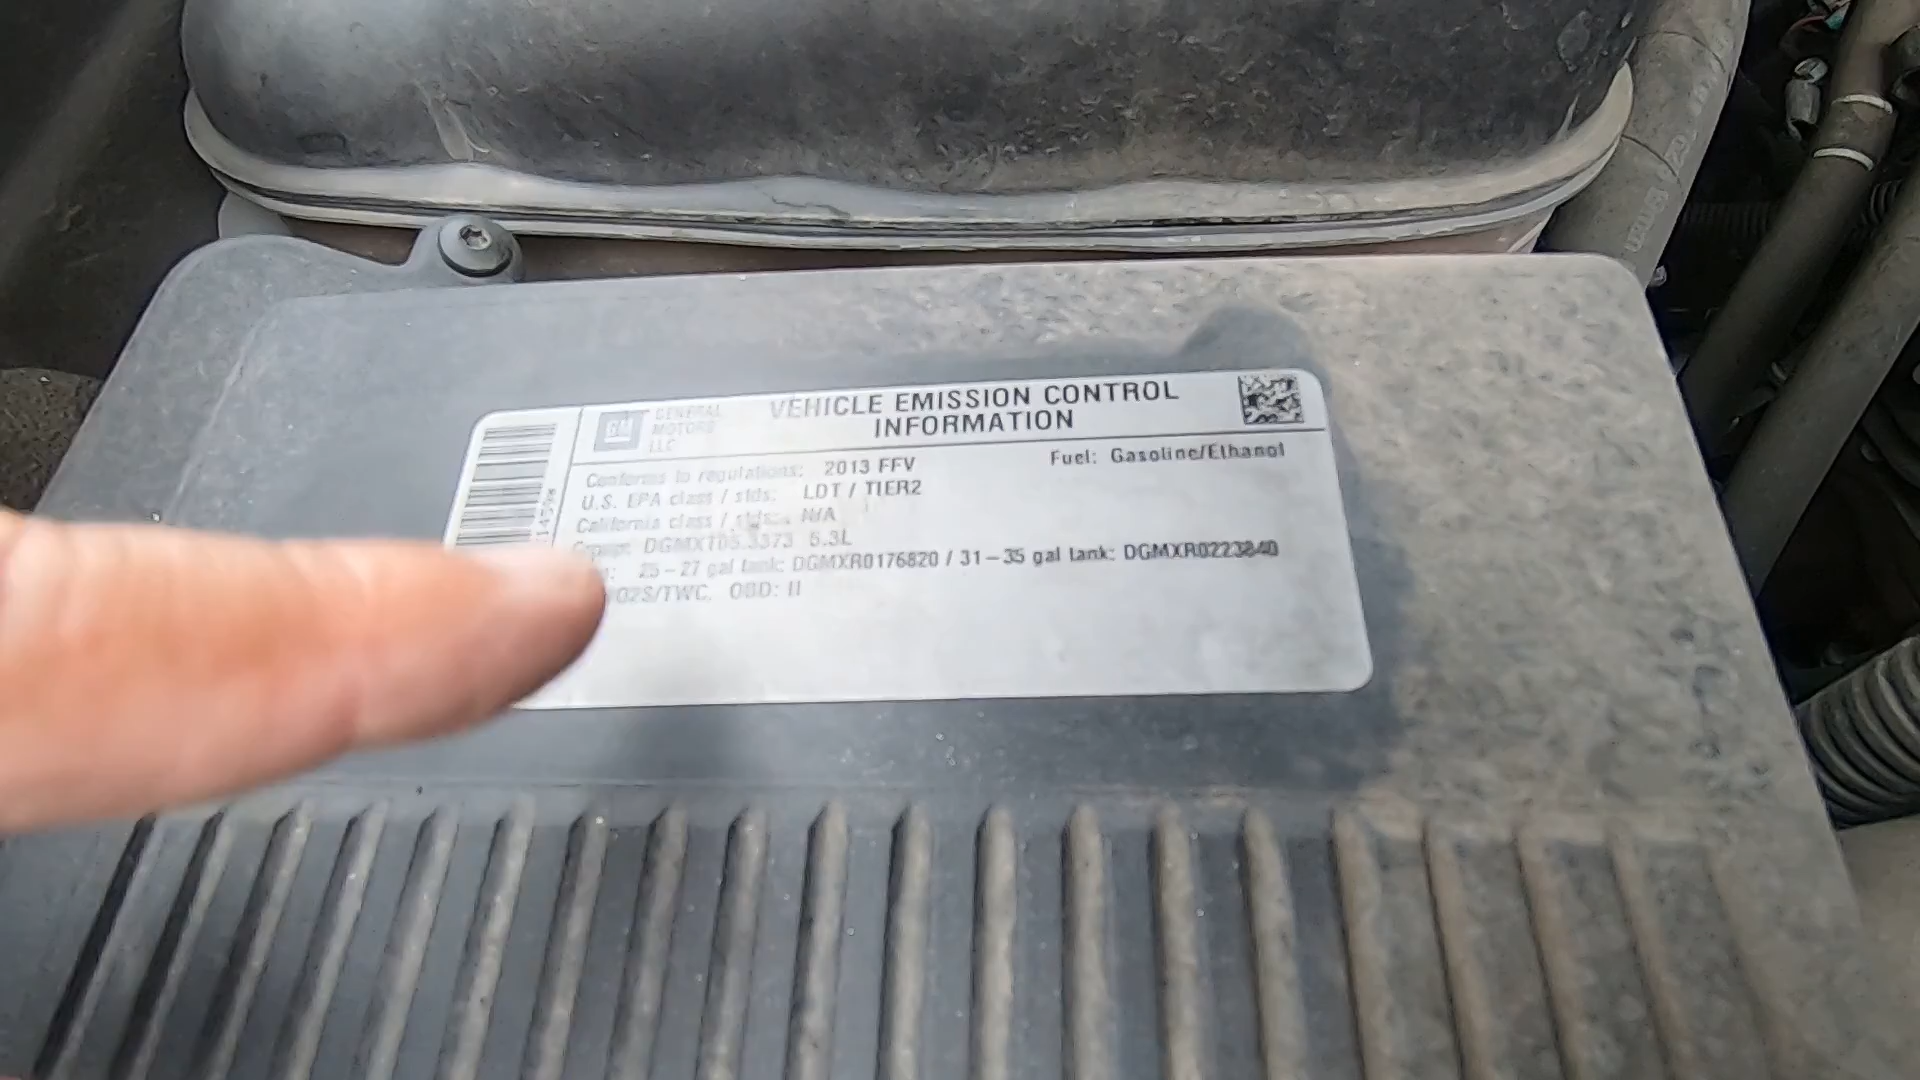 GM
GENERAL
MOTORS
LLC
VEHICLE EMISSION CONTROL
INFORMATION
Conforms to regulations: 2013 FFV
Fuel: Gasoline/Ethanol
U.S. EPA class / stds: LDT / TIER2
California class / stds: N/A
Group: DGMXT05.3373 5.3L
25-27 gal tank: DGMXR0176820 / 31-35 gal tank: DGMXR0223840
O2S/TWC. OBD: II